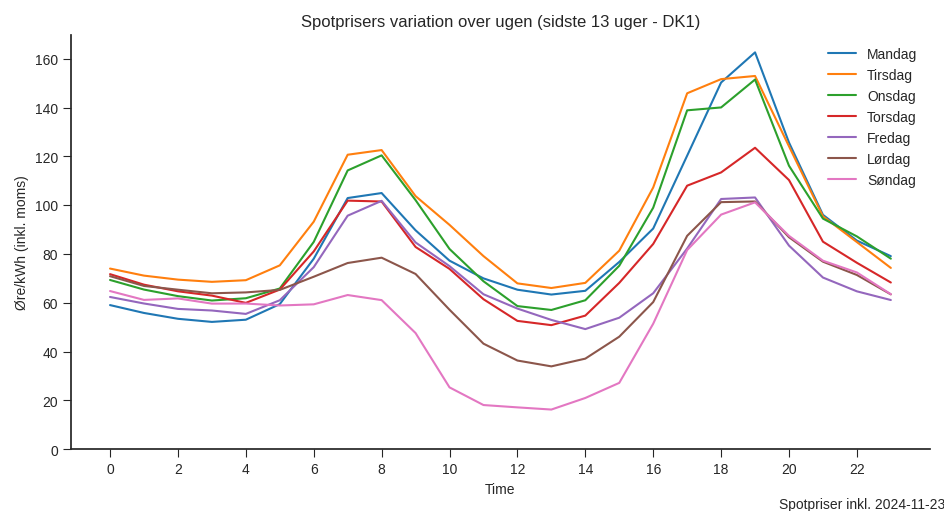 Spotprisers variation over ugen (sidste 13 uger - DK1)
Øre/kWh (inkl. moms)
160
140
120
100
80
60
40
20
0
Mandag
Tirsdag
Onsdag
Torsdag
Fredag
Lørdag
Søndag
0 2 4 6 8 10 12 14 16 18 20 22
Time
Spotpriser inkl. 2024-11-23